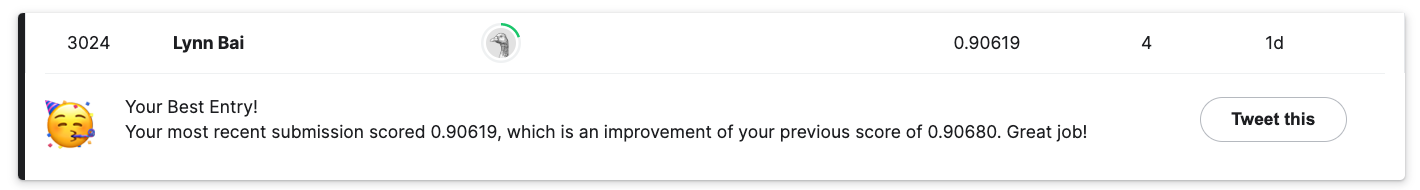 3024 Lynn Bai 0.90619 4 1d
Your Best Entry!
Your most recent submission scored 0.90619, which is an improvement of your previous score of 0.90680. Great job!
Tweet this